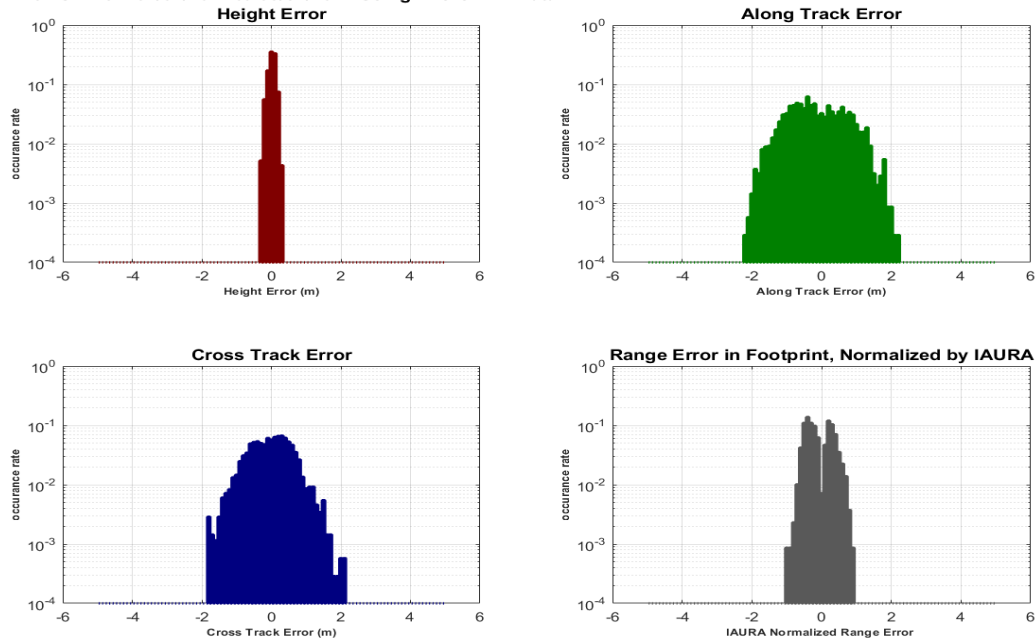 Height Error
10^0
10^-1
10^-2
10^-3
10^-4
occurance rate
-6 -4 -2 0 2 4 6
Height Error (m)
Along Track Error
10^0
10^-1
10^-2
10^-3
10^-4
occurance rate
-6 -4 -2 0 2 4 6
Along Track Error (m)
Cross Track Error
10^0
10^-1
10^-2
10^-3
10^-4
occurance rate
-6 -4 -2 0 2 4 6
Cross Track Error (m)
Range Error in Footprint, Normalized by IAURA
10^0
10^-1
10^-2
10^-3
10^-4
occurance rate
-6 -4 -2 0 2 4 6
IAURA Normalized Range Error